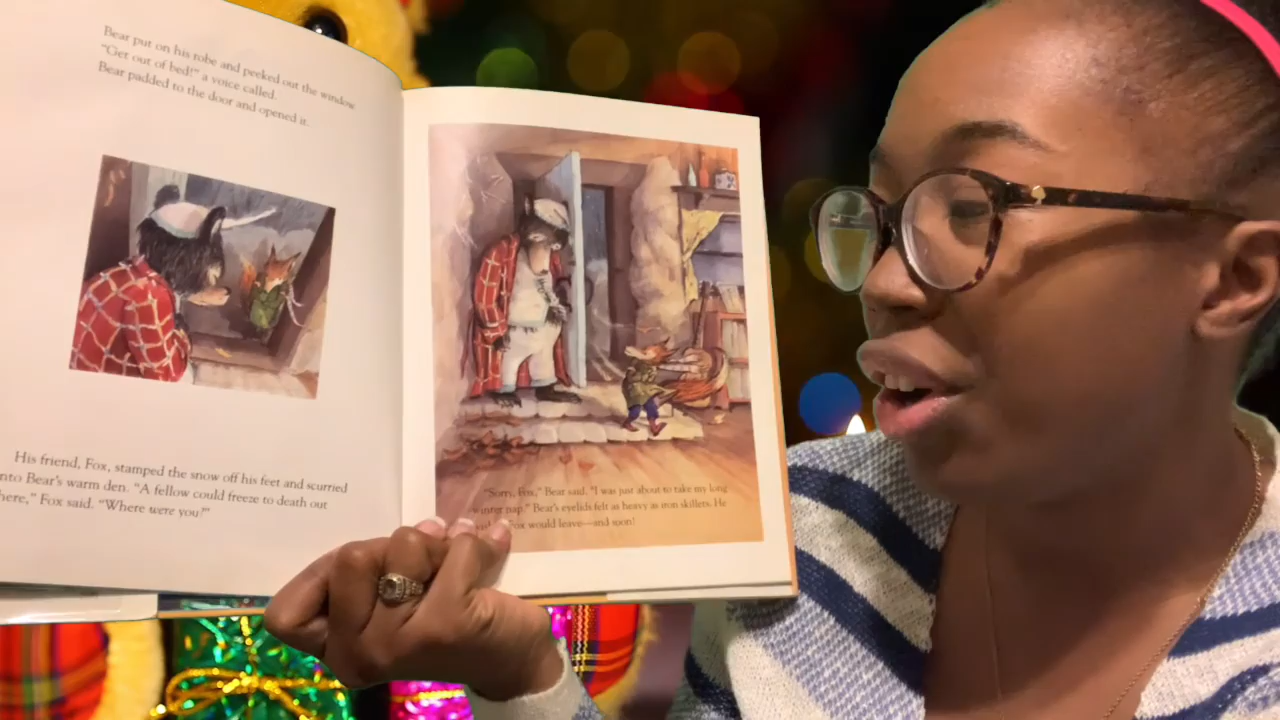 Bear put on his robe and peeked out the window
"Get out of bed!" a voice called.
Bear padded to the door and opened it.
His friend, Fox, stamped the snow off his feet and scurried
nto Bear's warm den. "A fellow could freeze to death out
here," Fox said. "Where were you?"
"Sorry, Fox," Bear said. "I was just about to take my long
winter nap." Bear's eyelids felt as heavy as iron skillets. He
Fox would leave—and soon!